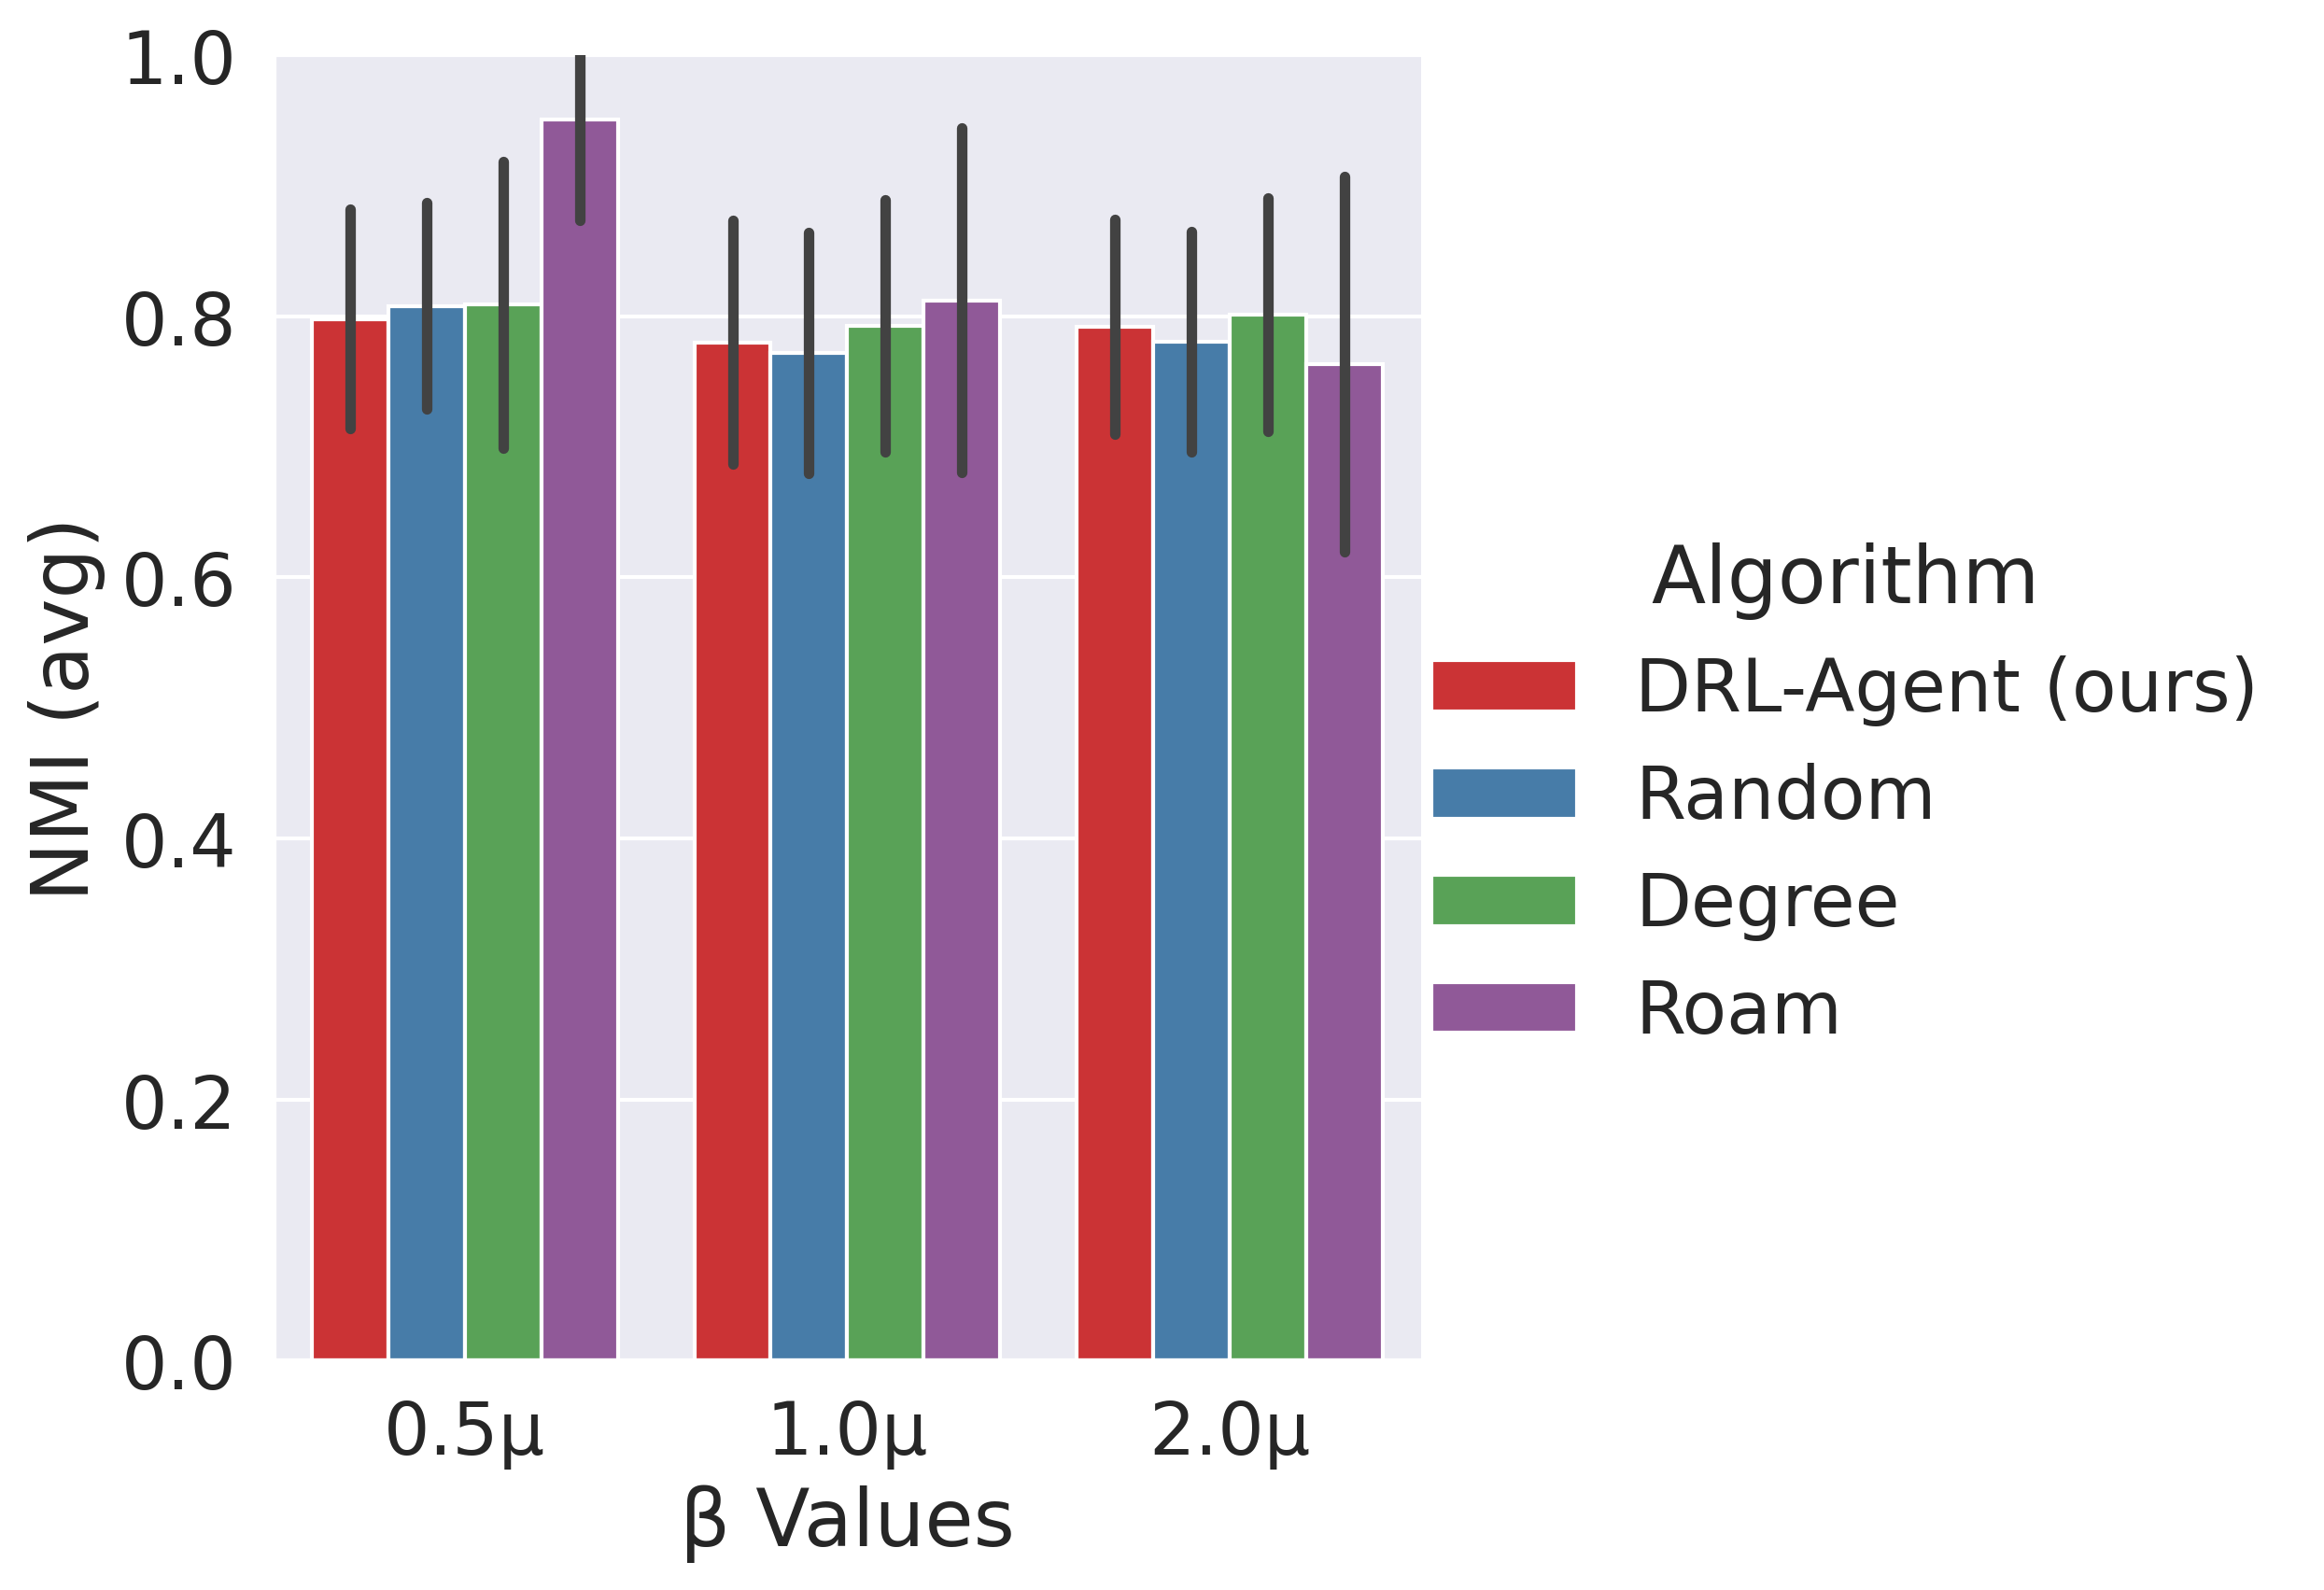 NMI (avg)
1.0
0.8
0.6
0.4
0.2
0.0
0.5μ 1.0μ 2.0μ
β Values
Algorithm
DRL-Agent (ours)
Random
Degree
Roam